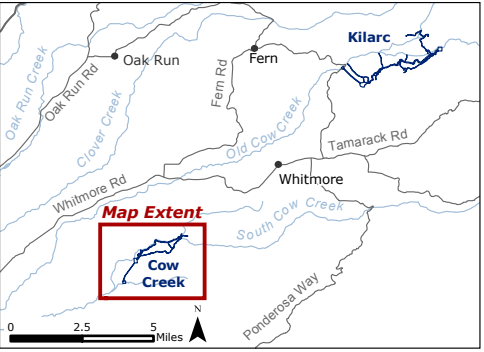 Kilarc
Fern
Oak Run
Oak Run Creek
Oak Run Rd
Fern Rd
Clover Creek
Old Cow Creek
Tamarack Rd
Whitmore
Whitmore Rd
Map Extent
South Cow Creek
Cow
Creek
Ponderosa Way
N
0 2.5 5
Miles